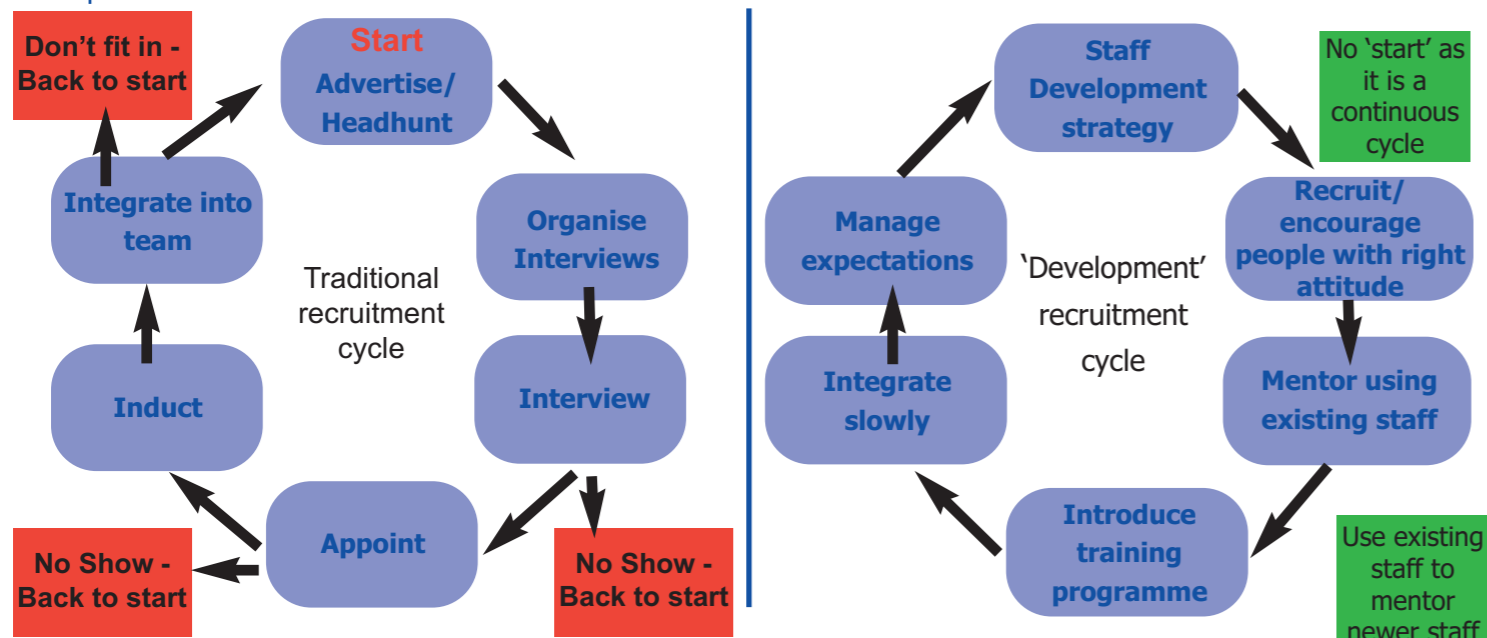 Don't fit in -
Back to start
Start
Advertise/
Headhunt
Integrate into
team
Organise
Interviews
Traditional
recruitment
cycle
Induct
Interview
Appoint
No Show -
Back to start
No Show -
Back to start
Staff
Development
strategy
No ‘start’ as
it is a
continuous
cycle
Manage
expectations
Recruit/
encourage
people with right
attitude
‘Development’
recruitment
cycle
Integrate
slowly
Mentor using
existing staff
Introduce
training
programme
Use existing
staff to
mentor
newer staff